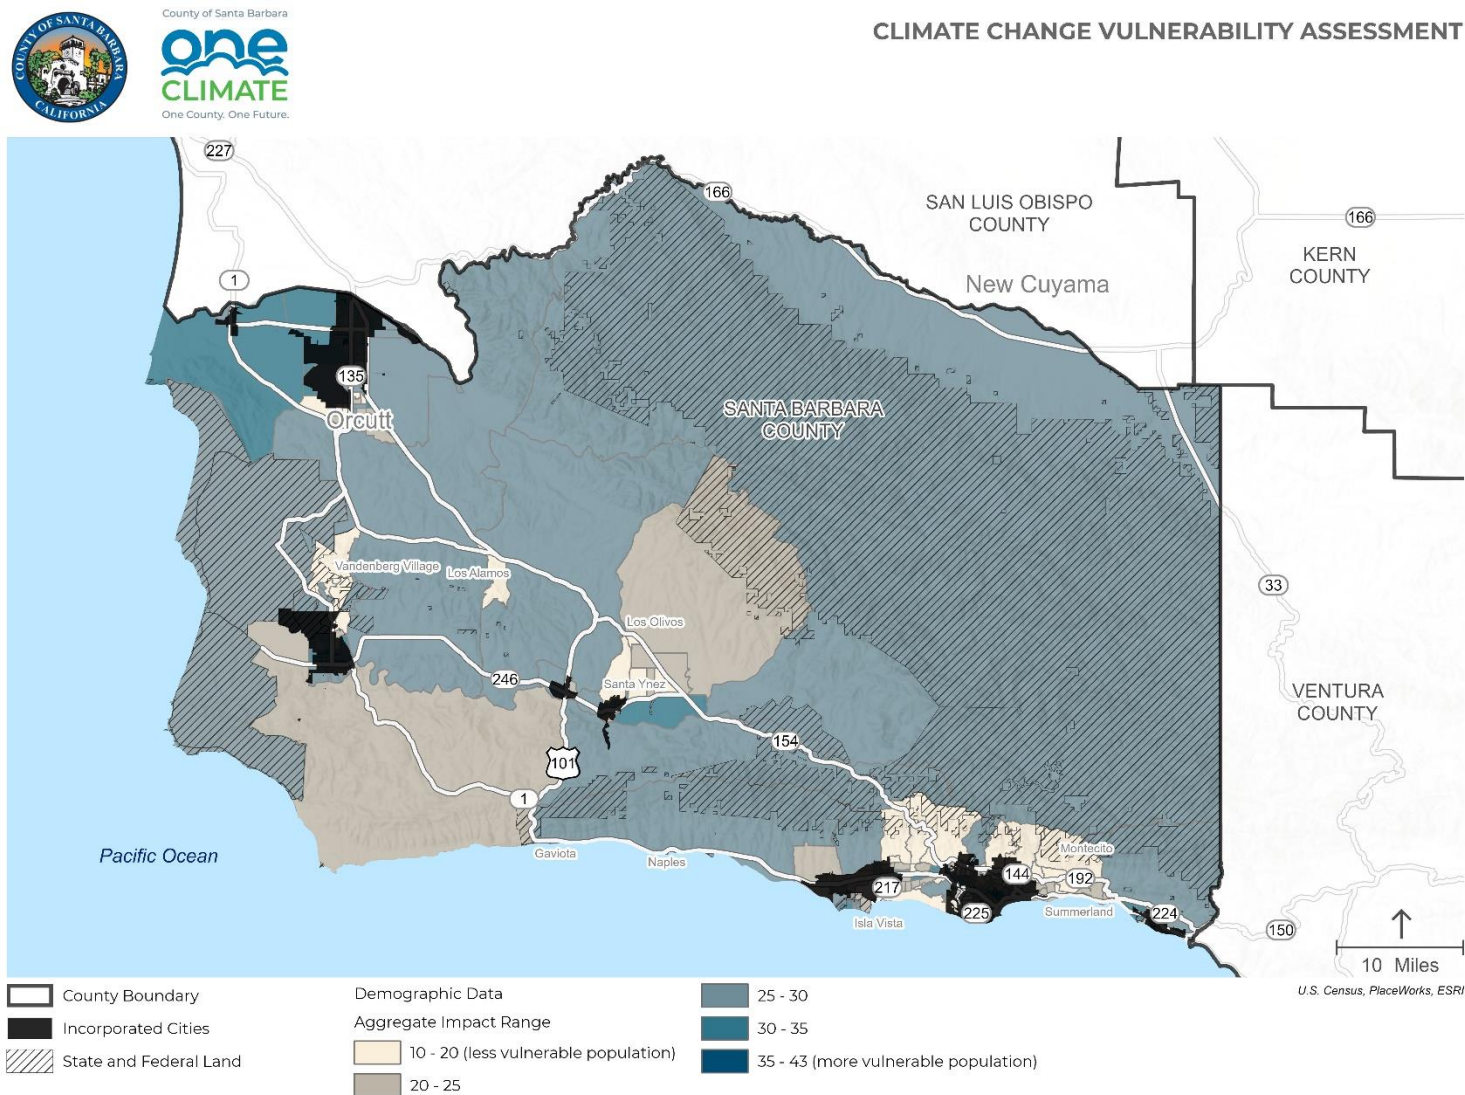 COUNTY OF SANTA BARBARA
CALIFORNIA
County of Santa Barbara
one
CLIMATE
One County. One Future.
CLIMATE CHANGE VULNERABILITY ASSESSMENT
227
166
SAN LUIS OBISPO
COUNTY
166
KERN
COUNTY
1
New Cuyama
135
Orcutt
SANTA BARBARA
COUNTY
Vandenberg Village
Los Alamos
33
Los Olivos
246
Santa Ynez
VENTURA
COUNTY
154
101
1
Pacific Ocean
Gaviota
Naples
Montecito
144
192
217
225
Isla Vista
Summerland
224
150
10 Miles
U.S. Census, PlaceWorks, ESRI
County Boundary
Incorporated Cities
State and Federal Land
Demographic Data
Aggregate Impact Range
10 - 20 (less vulnerable population)
20 - 25
25 - 30
30 - 35
35 - 43 (more vulnerable population)